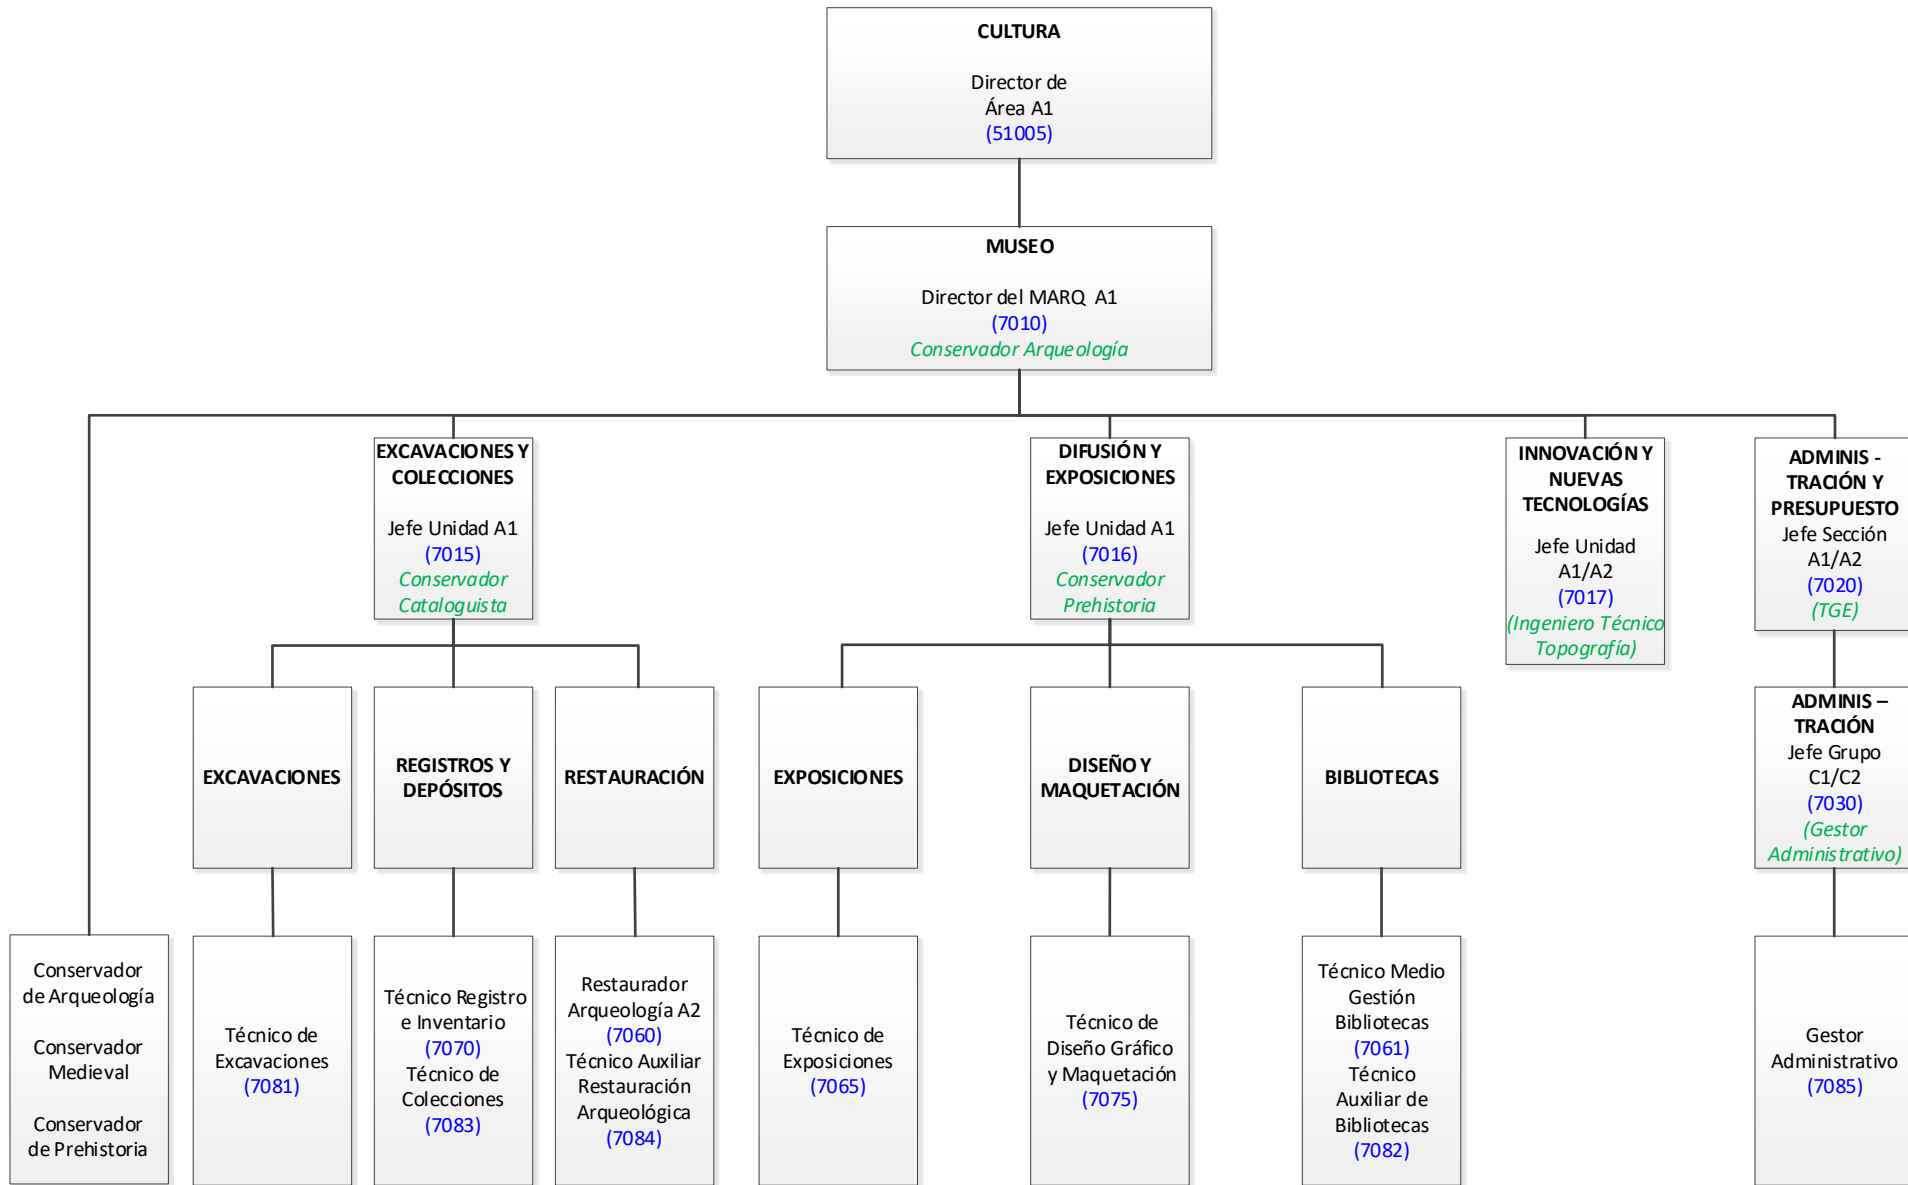 CULTURA
Director de
Área A1
(51005)
MUSEO
Director del MARQ A1
(7010)
Conservador Arqueología
EXCAVACIONES Y
COLECCIONES
Jefe Unidad A1
(7015)
Conservador
Cataloguista
DIFUSIÓN Y
EXPOSICIONES
Jefe Unidad A1
(7016)
Conservador
Prehistoria
INNOVACIÓN Y
NUEVAS
TECNOLOGÍAS
Jefe Unidad
A1/A2
(7017)
(Ingeniero Técnico
Topografía)
ADMINIS -
TRACIÓN Y
PRESUPUESTO
Jefe Sección
A1/A2
(7020)
(TGE)
EXCAVACIONES
REGISTROS Y
DEPÓSITOS
RESTAURACIÓN
EXPOSICIONES
DISEÑO Y
MAQUETACIÓN
BIBLIOTECAS
ADMINIS –
TRACIÓN
Jefe Grupo
C1/C2
(7030)
(Gestor
Administrativo)
Conservador
de Arqueología
Conservador
Medieval
Conservador
de Prehistoria
Técnico de
Excavaciones
(7081)
Técnico Registro
e Inventario
(7070)
Técnico de
Colecciones
(7083)
Restaurador
Arqueología A2
(7060)
Técnico Auxiliar
Restauración
Arqueológica
(7084)
Técnico de
Exposiciones
(7065)
Técnico de
Diseño Gráfico
y Maquetación
(7075)
Técnico Medio
Gestión
Bibliotecas
(7061)
Técnico
Auxiliar de
Bibliotecas
(7082)
Gestor
Administrativo
(7085)